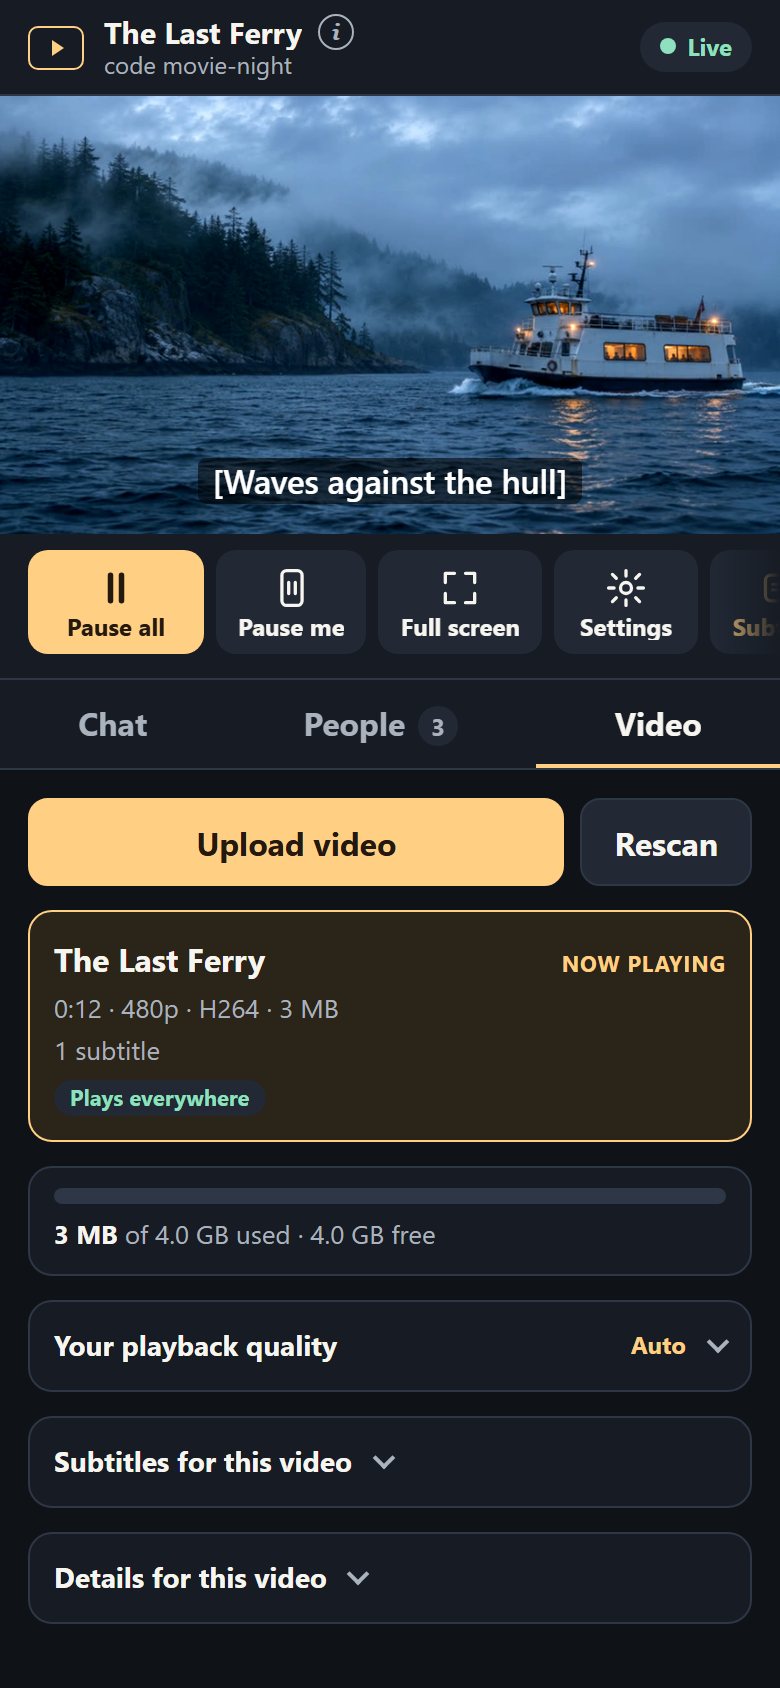 The Last Ferry
code movie-night
Live
[Waves against the hull]
Pause all
Pause me
Full screen
Settings
Chat
People 3
Video
Upload video
Rescan
The Last Ferry
NOW PLAYING
0:12 · 480p · H264 · 3 MB
1 subtitle
Plays everywhere
3 MB of 4.0 GB used · 4.0 GB free
Your playback quality
Auto
Subtitles for this video
Details for this video